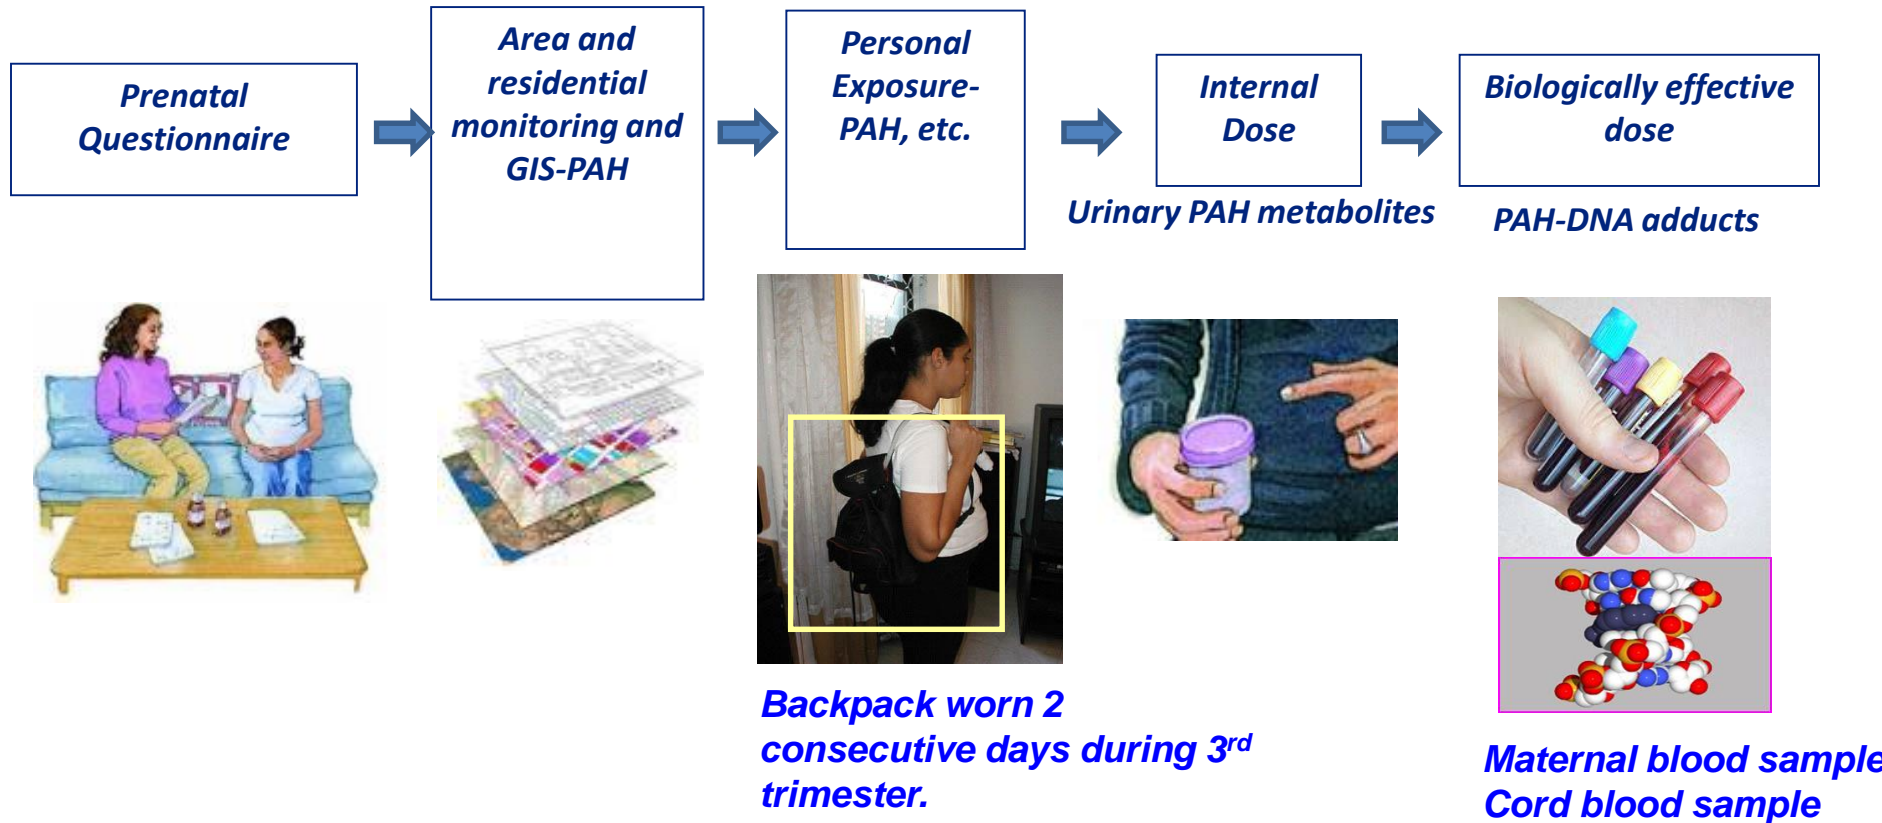 Prenatal
Questionnaire
Area and
residential
monitoring and
GIS-PAH
Personal
Exposure-
PAH, etc.
Internal
Dose
Biologically effective
dose
Urinary PAH metabolites
PAH-DNA adducts
Backpack worn 2
consecutive days during 3rd
trimester.
Maternal blood sample
Cord blood sample